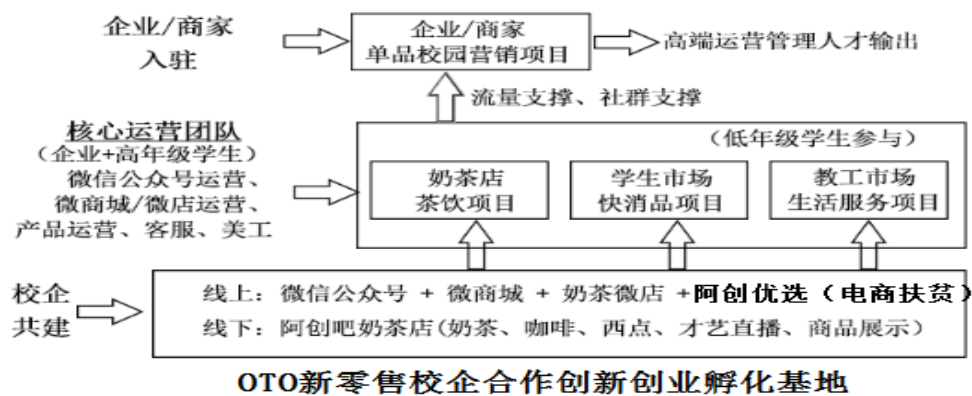 企业/商家
入驻
企业/商家
单品校园营销项目
高端运营管理人才输出
流量支撑、社群支撑
核心运营团队
（企业+高年级学生）
微信公众号运营、
微商城/微店运营、
产品运营、客服、美工
（低年级学生参与）
奶茶店
茶饮项目
学生市场
快消品项目
教工市场
生活服务项目
校企
共建
线上：微信公众号 + 微商城 + 奶茶微店 +阿创优选（电商扶贫）
线下：阿创吧奶茶店(奶茶、咖啡、西点、才艺直播、商品展示）
OTO新零售校企合作创新创业孵化基地